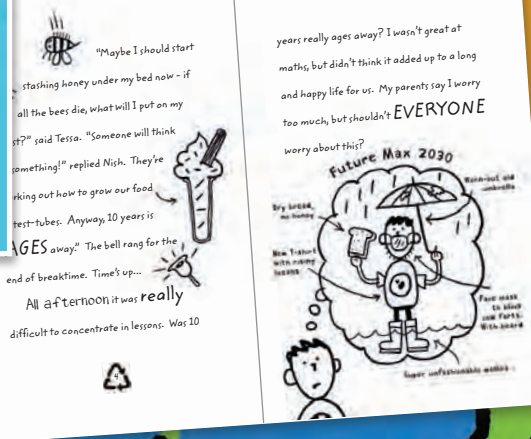 "Maybe I should start
stashing honey under my bed now - if
all the bees die, what will I put on my
st?" said Tessa. "Someone will think
something!" replied Nish. They're
rking out how to grow our food
test-tubes. Anyway, 10 years is
AGES away." The bell rang for the
end of breaktime. Time's up...
All afternoon it was really
difficult to concentrate in lessons. Was 10
4
years really ages away? I wasn't great at
maths, but didn't think it added up to a long
and happy life for us. My parents say I worry
too much, but shouldn't EVERYONE
worry about this?
Future Max 2030
Worn-out old
umbrella
Dry bread,
no honey
New T-shirt
with rising
Face mask
to block
cow farts.
With beard
Super unfashionable wellies